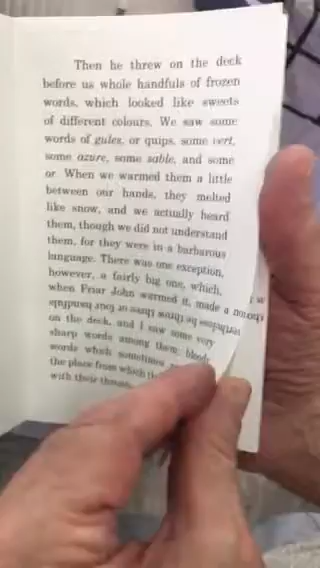 Then he threw on the deck
before us whole handfuls of frozen
words, which looked like sweets
of different colours. We saw some
words of gules, or quips, some vert,
some azure, some sable, and some
or. When we warmed them a little
between our hands, they melted
like snow, and we actually heard
them, though we did not understand
them, for they were in a barbarous
language. There was one exception,
however, a fairly big one, which,
when Friar John warmed it, made a
on the deck, and I saw some very
sharp words among them; bloody
words which sometimes
the place from which
with their